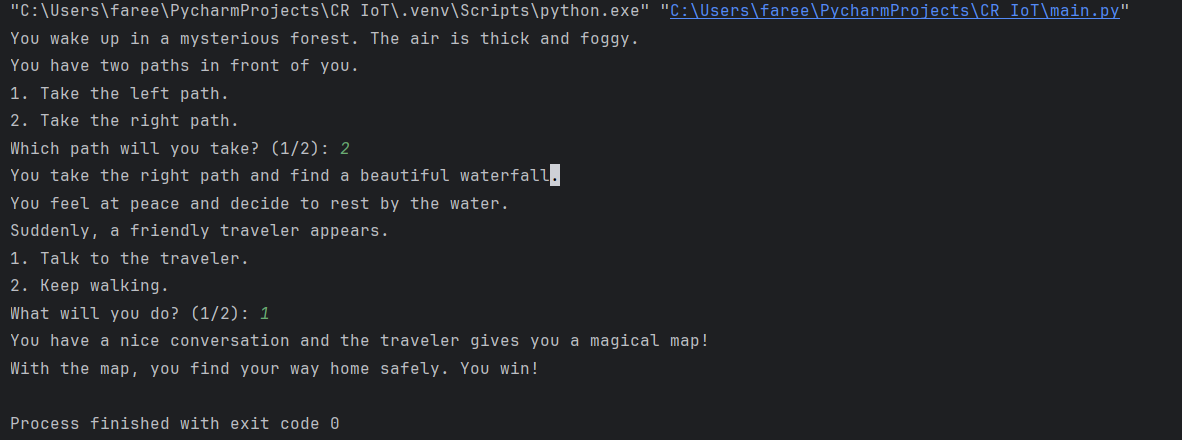 "C:\Users\faree\PycharmProjects\CR IoT\.venv\Scripts\python.exe" "C:\Users\faree\PycharmProjects\CR IoT\main.py"
You wake up in a mysterious forest. The air is thick and foggy.
You have two paths in front of you.
1. Take the left path.
2. Take the right path.
Which path will you take? (1/2): 2
You take the right path and find a beautiful waterfall.
You feel at peace and decide to rest by the water.
Suddenly, a friendly traveler appears.
1. Talk to the traveler.
2. Keep walking.
What will you do? (1/2): 1
You have a nice conversation and the traveler gives you a magical map!
With the map, you find your way home safely. You win!
Process finished with exit code 0